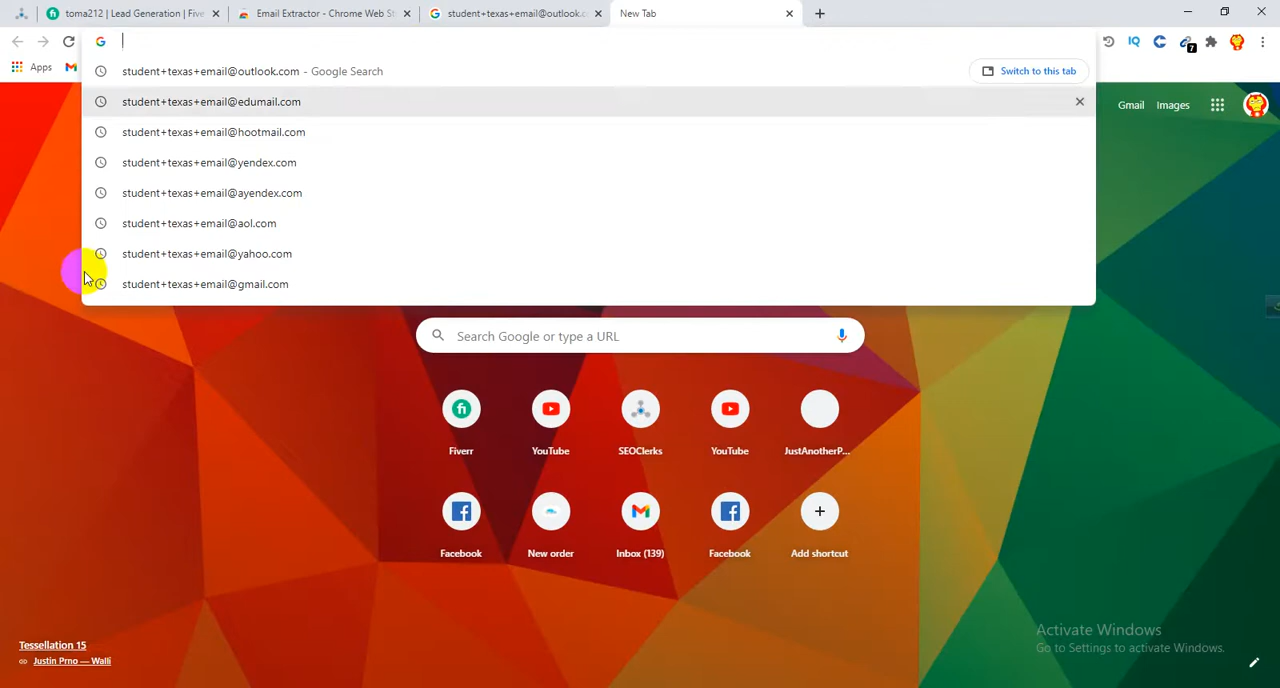 toma212 | Lead Generation | Five
Email Extractor - Chrome Web St
student+texas+email@outlook.c
New Tab
student+texas+email@outlook.com - Google Search
Switch to this tab
7
Apps
student+texas+email@edumail.com
Gmail
Images
student+texas+email@hootmail.com
student+texas+email@yendex.com
student+texas+email@ayendex.com
student+texas+email@aol.com
student+texas+email@yahoo.com
student+texas+email@gmail.com
Search Google or type a URL
Fiverr
YouTube
SEOClerks
YouTube
JustAnotherP...
Facebook
New order
Inbox (139)
Facebook
Add shortcut
Activate Windows
Go to Settings to activate Windows.
Tessellation 15
Justin Prno — Walli